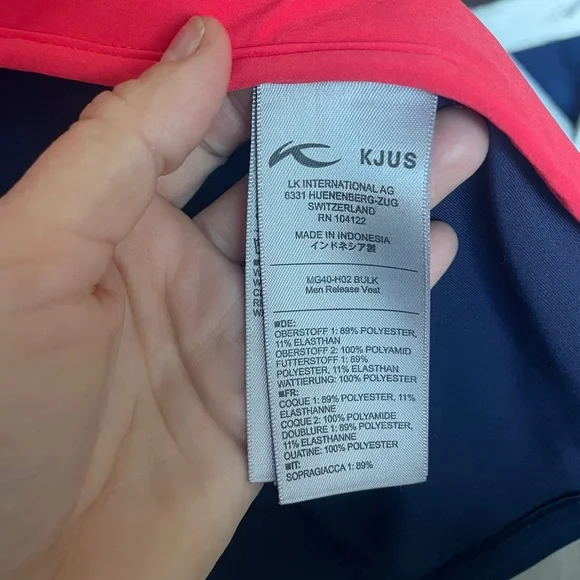 KJUS
LK INTERNATIONAL AG
6331 HUENENBERG-ZUG
SWITZERLAND
RN 104122
MADE IN INDONESIA
インドネシア製
MG40-H02 BULK
Men Release Vest
■DE:
OBERSTOFF 1: 89% POLYESTER,
11% ELASTHAN
OBERSTOFF 2: 100% POLYAMID
FUTTERSTOFF 1: 89%
POLYESTER, 11% ELASTHAN
WATTIERUNG: 100% POLYESTER
■FR:
COQUE 1: 89% POLYESTER, 11%
ELASTHANNE
COQUE 2: 100% POLYAMIDE
DOUBLURE 1: 89% POLYESTER,
11% ELASTHANNE
OUATINE: 100% POLYESTER
■IT:
SOPRAGIACCA 1: 89%